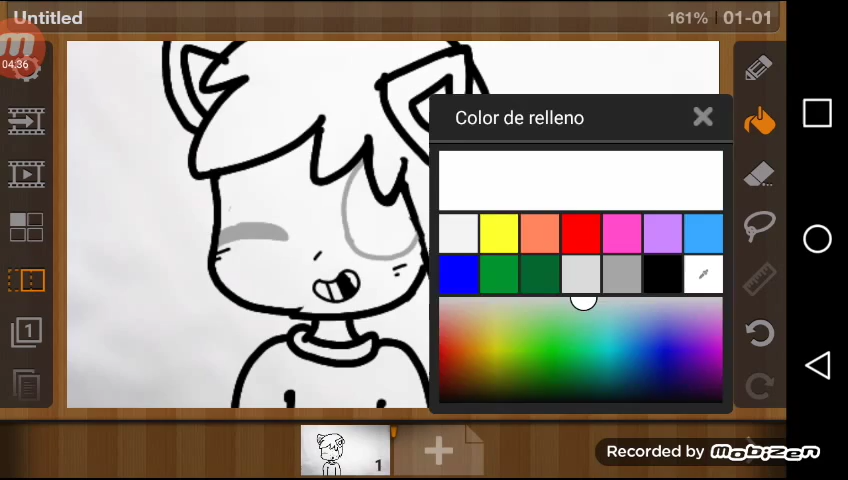 Untitled
161% 01-01
04:36
Color de relleno
1
1
Recorded by Mobizen